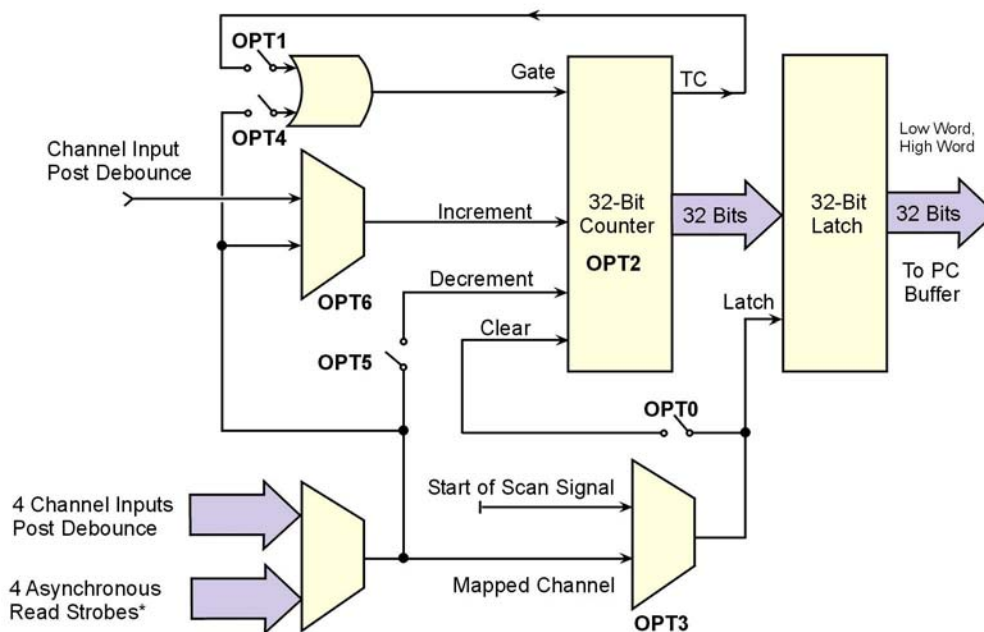 OPT1
Gate
TC
OPT4
Low Word,
High Word
Channel Input
Post Debounce
Increment
32-Bit
Counter
OPT2
32 Bits
32-Bit
Latch
32 Bits
To PC
Buffer
OPT6
Decrement
Latch
Clear
OPT5
OPT0
Start of Scan Signal
4 Channel Inputs
Post Debounce
4 Asynchronous
Read Strobes*
Mapped Channel
OPT3